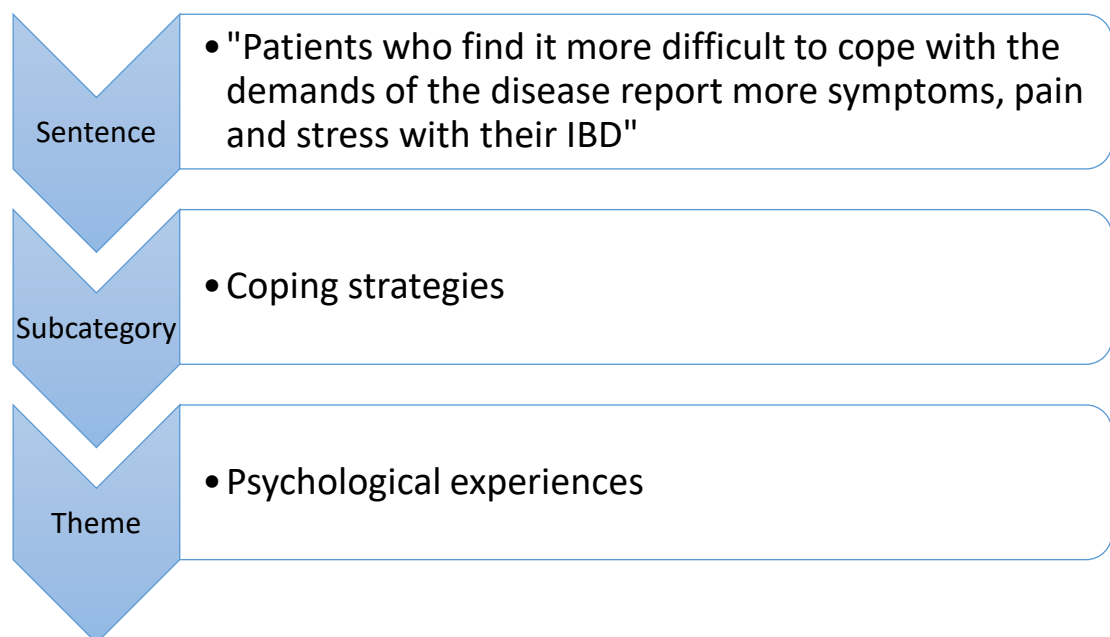 Sentence
• "Patients who find it more difficult to cope with the
demands of the disease report more symptoms, pain
and stress with their IBD"
Subcategory
• Coping strategies
Theme
• Psychological experiences